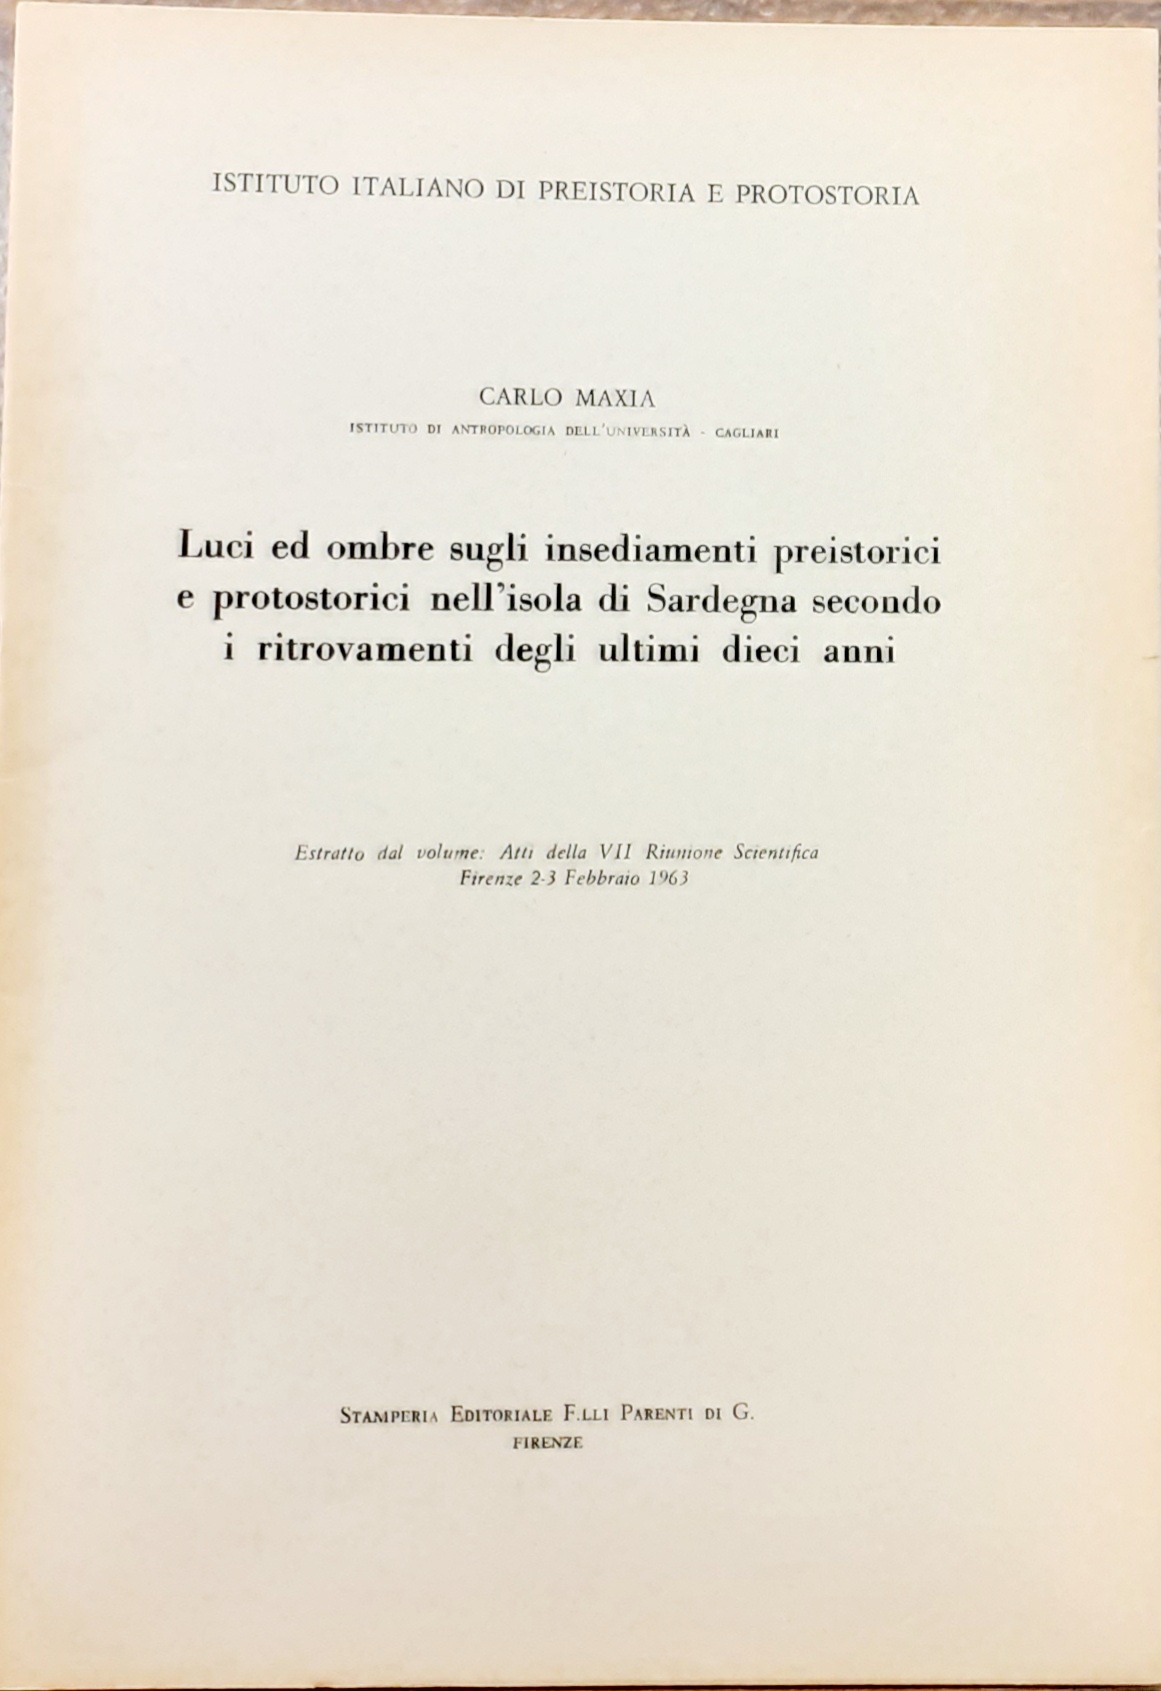 ISTITUTO ITALIANO DI PREISTORIA E PROTOSTORIA
CARLO MAXIA
ISTITUTO DI ANTROPOLOGIA DELL'UNIVERSITÀ - CAGLIARI
Luci ed ombre sugli insediamenti preistorici
e protostorici nell'isola di Sardegna secondo
i ritrovamenti degli ultimi dieci anni
Estratto dal volume: Atti della VII Riunione Scientifica
Firenze 2-3 Febbraio 1963
STAMPERIA EDITORIALE F.LLI PARENTI DI G.
FIRENZE